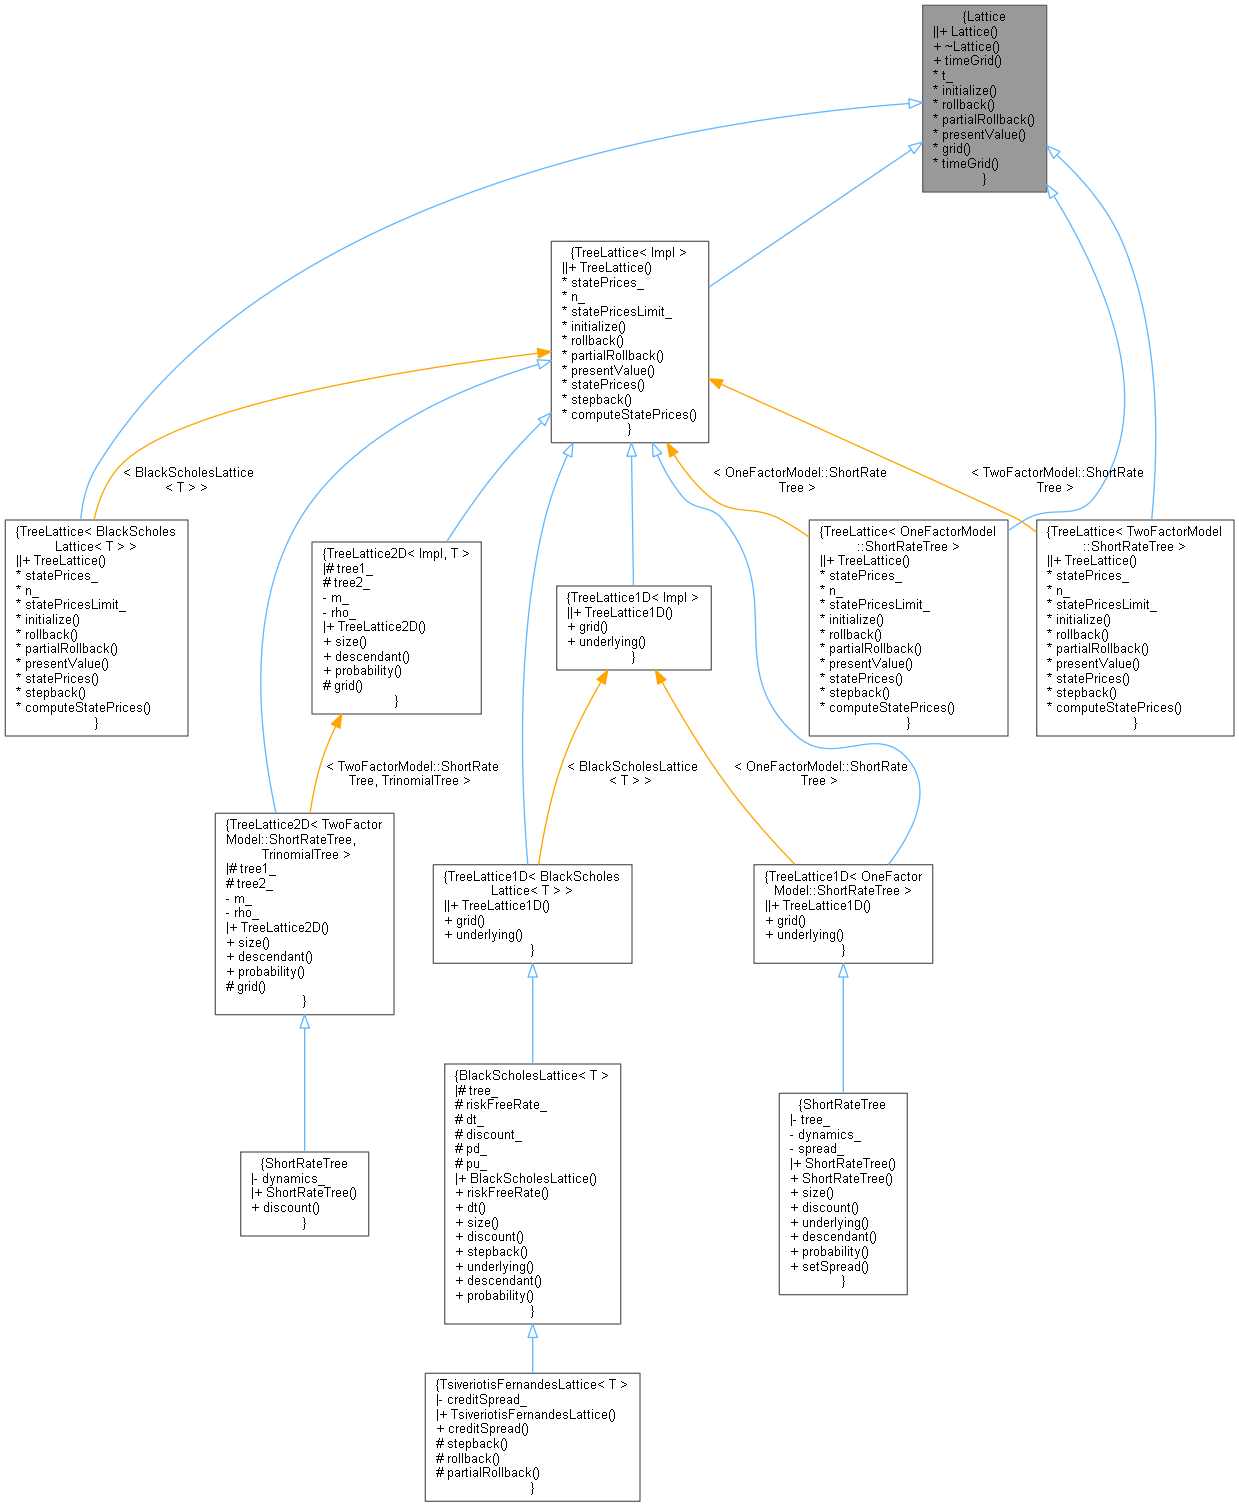 {Lattice
||+ Lattice()
+ ~Lattice()
+ timeGrid()
* t_
* initialize()
* rollback()
* partialRollback()
* presentValue()
* grid()
* timeGrid()
}
{TreeLattice< Impl >
||+ TreeLattice()
* statePrices_
* n_
* statePricesLimit_
* initialize()
* rollback()
* partialRollback()
* presentValue()
* statePrices()
* stepback()
* computeStatePrices()
}
< BlackScholesLattice
< T > >
< OneFactorModel::ShortRate
Tree >
< TwoFactorModel::ShortRate
Tree >
{TreeLattice< BlackScholes
Lattice< T > >
||+ TreeLattice()
* statePrices_
* n_
* statePricesLimit_
* initialize()
* rollback()
* partialRollback()
* presentValue()
* statePrices()
* stepback()
* computeStatePrices()
}
{TreeLattice2D< Impl, T >
|# tree1_
# tree2_
- m_
- rho_
|+ TreeLattice2D()
+ size()
+ descendant()
+ probability()
# grid()
}
{TreeLattice1D< Impl >
||+ TreeLattice1D()
+ grid()
+ underlying()
}
{TreeLattice< OneFactorModel
::ShortRateTree >
||+ TreeLattice()
* statePrices_
* n_
* statePricesLimit_
* initialize()
* rollback()
* partialRollback()
* presentValue()
* statePrices()
* stepback()
* computeStatePrices()
}
{TreeLattice< TwoFactorModel
::ShortRateTree >
||+ TreeLattice()
* statePrices_
* n_
* statePricesLimit_
* initialize()
* rollback()
* partialRollback()
* presentValue()
* statePrices()
* stepback()
* computeStatePrices()
}
< TwoFactorModel::ShortRate
Tree, TrinomialTree >
< BlackScholesLattice
< T > >
< OneFactorModel::ShortRate
Tree >
{TreeLattice2D< TwoFactor
Model::ShortRateTree,
TrinomialTree >
|# tree1_
# tree2_
- m_
- rho_
|+ TreeLattice2D()
+ size()
+ descendant()
+ probability()
# grid()
}
{TreeLattice1D< BlackScholes
Lattice< T > >
||+ TreeLattice1D()
+ grid()
+ underlying()
}
{TreeLattice1D< OneFactor
Model::ShortRateTree >
||+ TreeLattice1D()
+ grid()
+ underlying()
}
{ShortRateTree
|- dynamics_
|+ ShortRateTree()
+ discount()
}
{BlackScholesLattice< T >
|# tree_
# riskFreeRate_
# dt_
# discount_
# pd_
# pu_
|+ BlackScholesLattice()
+ riskFreeRate()
+ dt()
+ size()
+ discount()
+ stepback()
+ underlying()
+ descendant()
+ probability()
}
{ShortRateTree
|- tree_
- dynamics_
- spread_
|+ ShortRateTree()
+ ShortRateTree()
+ size()
+ discount()
+ underlying()
+ descendant()
+ probability()
+ setSpread()
}
{TsiveriotisFernandesLattice< T >
|- creditSpread_
|+ TsiveriotisFernandesLattice()
+ creditSpread()
# stepback()
# rollback()
# partialRollback()
}